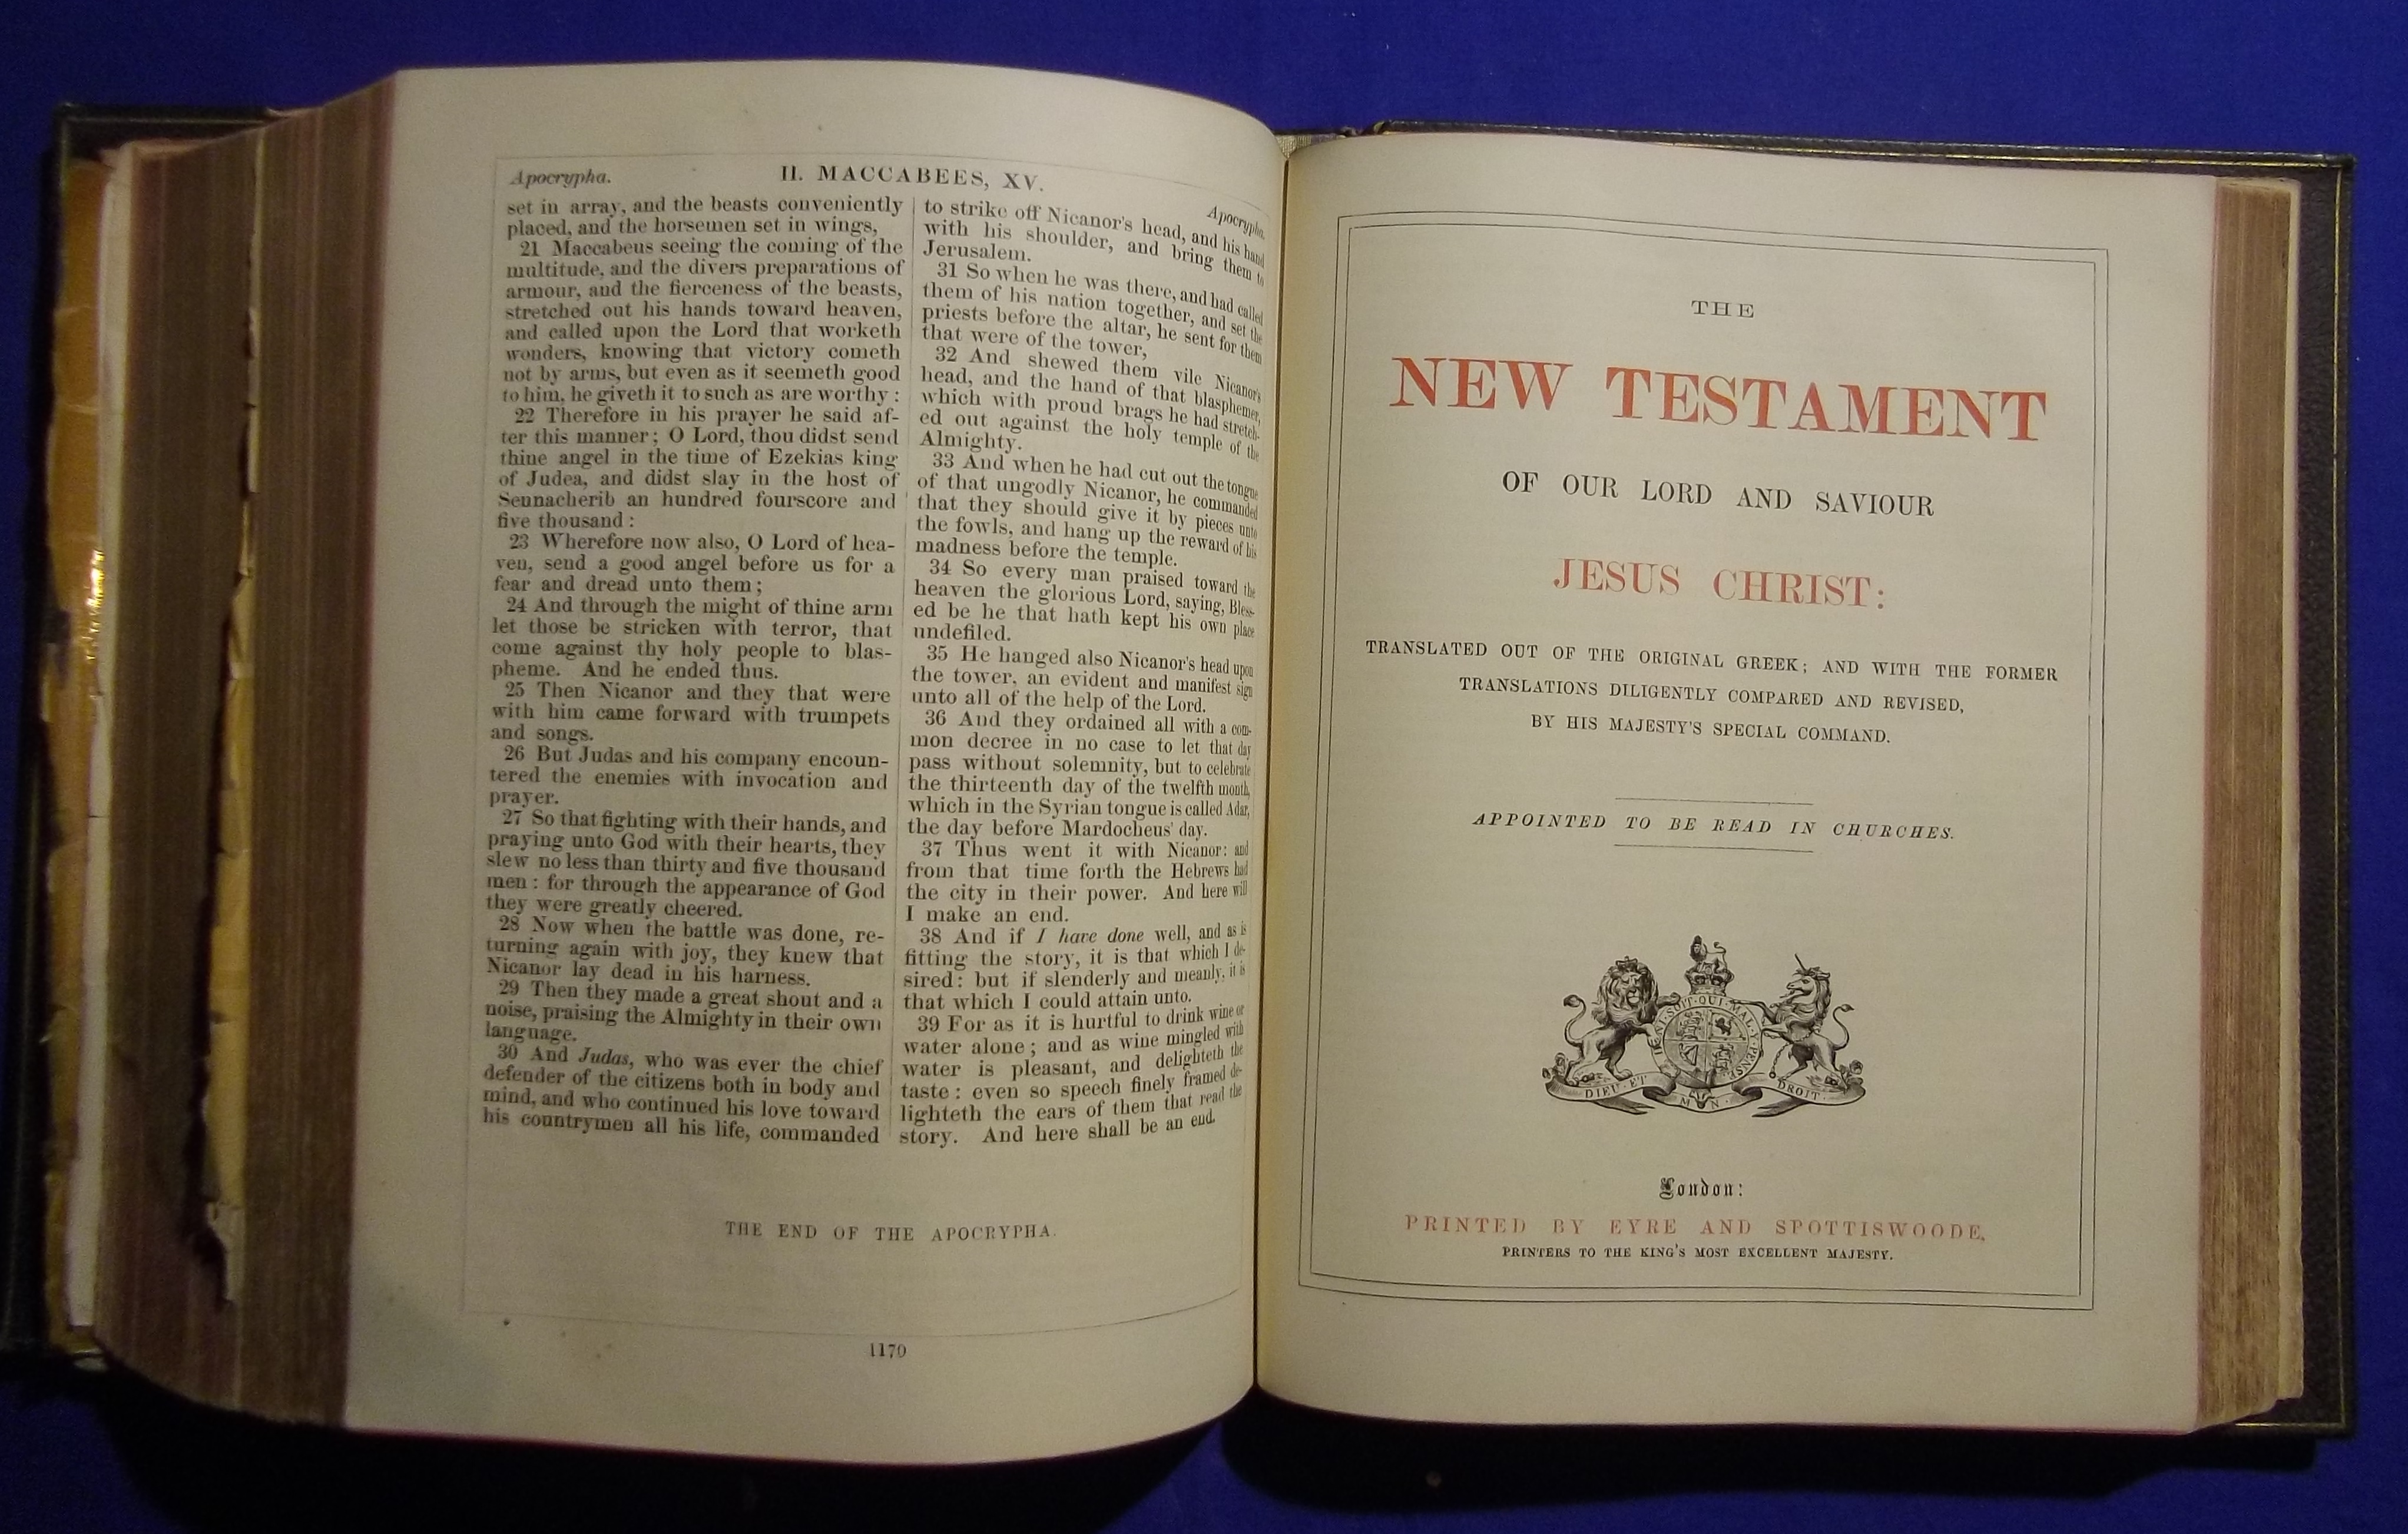 Apocrypha.
II. MACCABEES, XV.
Apocrypha.
set in array, and the beasts conveniently
placed, and the horsemen set in wings,
21 Maccabeus seeing the coming of the
multitude, and the divers preparations of
armour, and the fierceness of the beasts,
stretched out his hands toward heaven,
and called upon the Lord that worketh
wonders, knowing that victory cometh
not by arms, but even as it seemeth good
to him, he giveth it to such as are worthy :
22 Therefore in his prayer he said af-
ter this manner; O Lord, thou didst send
thine angel in the time of Ezekias king
of Judea, and didst slay in the host of
Sennacherib an hundred fourscore and
five thousand :
23 Wherefore now also, O Lord of hea-
ven, send a good angel before us for a
fear and dread unto them;
24 And through the might of thine arm
let those be stricken with terror, that
come against thy holy people to blas-
pheme. And he ended thus.
25 Then Nicanor and they that were
with him came forward with trumpets
and songs.
26 But Judas and his company encoun-
tered the enemies with invocation and
prayer.
27 So that fighting with their hands, and
praying unto God with their hearts, they
slew no less than thirty and five thousand
men : for through the appearance of God
they were greatly cheered.
28 Now when the battle was done, re-
turning again with joy, they knew that
Nicanor lay dead in his harness.
29 Then they made a great shout and a
noise, praising the Almighty in their own
language.
30 And Judas, who was ever the chief
defender of the citizens both in body and
mind, and who continued his love toward
his countrymen all his life, commanded
to strike off Nicanor's head, and his hand
with his shoulder, and bring them to
Jerusalem.
31 So when he was there, and had called
them of his nation together, and set the
priests before the altar, he sent for them
that were of the tower,
32 And shewed them vile Nicanor's
head, and the hand of that blasphemer,
which with proud brags he had stretch-
ed out against the holy temple of the
Almighty.
33 And when he had cut out the tongue
of that ungodly Nicanor, he commanded
that they should give it by pieces unto
the fowls, and hang up the reward of his
madness before the temple.
34 So every man praised toward the
heaven the glorious Lord, saying, Bless-
ed be he that hath kept his own place
undefiled.
35 He hanged also Nicanor's head upon
the tower, an evident and manifest sign
unto all of the help of the Lord.
36 And they ordained all with a com-
mon decree in no case to let that day
pass without solemnity, but to celebrate
the thirteenth day of the twelfth month,
which in the Syrian tongue is called Adar,
the day before Mardocheus' day.
37 Thus went it with Nicanor: and
from that time forth the Hebrews had
the city in their power. And here will
I make an end.
38 And if I have done well, and as is
fitting the story, it is that which I de-
sired: but if slenderly and meanly, it is
that which I could attain unto.
39 For as it is hurtful to drink wine or
water alone; and as wine mingled with
water is pleasant, and delighteth the
taste : even so speech finely framed de-
lighteth the ears of them that read the
story. And here shall be an end.
THE END OF THE APOCRYPHA.
1170
THE
NEW TESTAMENT
OF OUR LORD AND SAVIOUR
JESUS CHRIST:
TRANSLATED OUT OF THE ORIGINAL GREEK; AND WITH THE FORMER
TRANSLATIONS DILIGENTLY COMPARED AND REVISED,
BY HIS MAJESTY'S SPECIAL COMMAND.
APPOINTED TO BE READ IN CHURCHES.
SIT·QUI·MAL·Y·PENSE
DIEU·ET
MON
DROIT
London:
PRINTED BY EYRE AND SPOTTISWOODE,
PRINTERS TO THE KING'S MOST EXCELLENT MAJESTY.